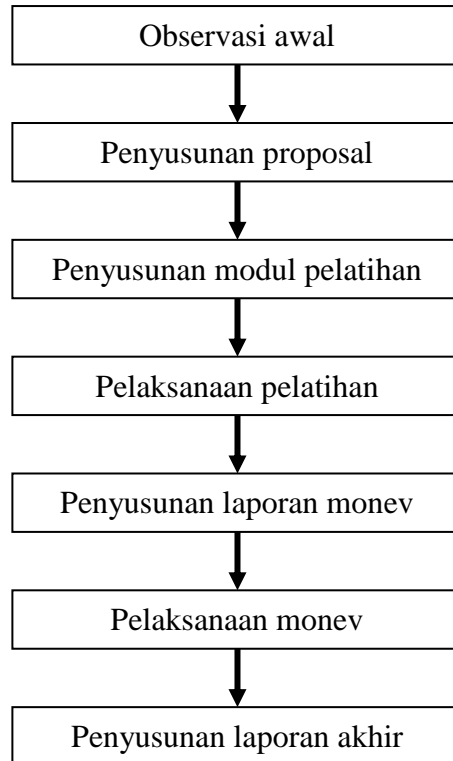 Observasi awal
Penyusunan proposal
Penyusunan modul pelatihan
Pelaksanaan pelatihan
Penyusunan laporan monev
Pelaksanaan monev
Penyusunan laporan akhir